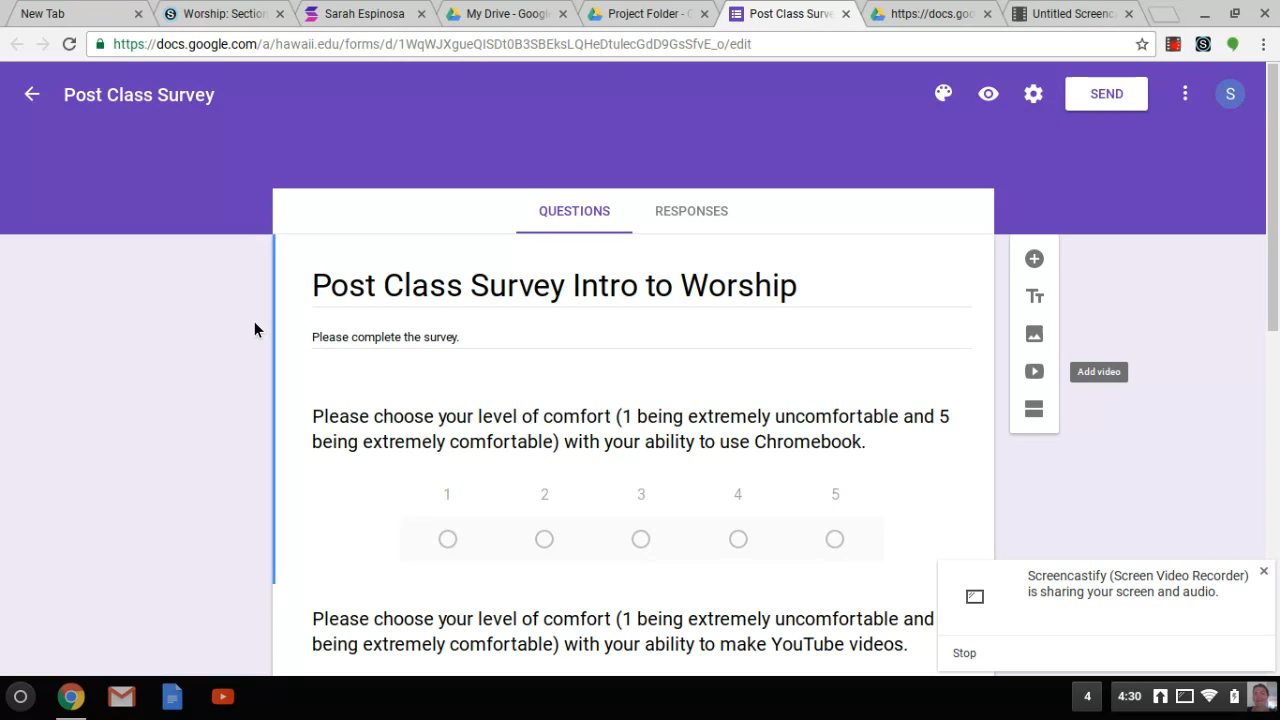 New Tab
Worship: Section
Sarah Espinosa
My Drive - Google
Project Folder - G
Post Class Surve
https://docs.goo
Untitled Screenc
https://docs.google.com/a/hawaii.edu/forms/d/1WqWJXgueQISDt0B3SBEksLQHeDtulecGdD9GsSfvE_o/edit
Post Class Survey
SEND
S
QUESTIONS
RESPONSES
Post Class Survey Intro to Worship
Please complete the survey.
Tт
Add video
Please choose your level of comfort (1 being extremely uncomfortable and 5
being extremely comfortable) with your ability to use Chromebook.
1 2 3 4 5
Screencastify (Screen Video Recorder)
is sharing your screen and audio.
Please choose your level of comfort (1 being extremely uncomfortable and
being extremely comfortable) with your ability to make YouTube videos.
Stop
4
4:30